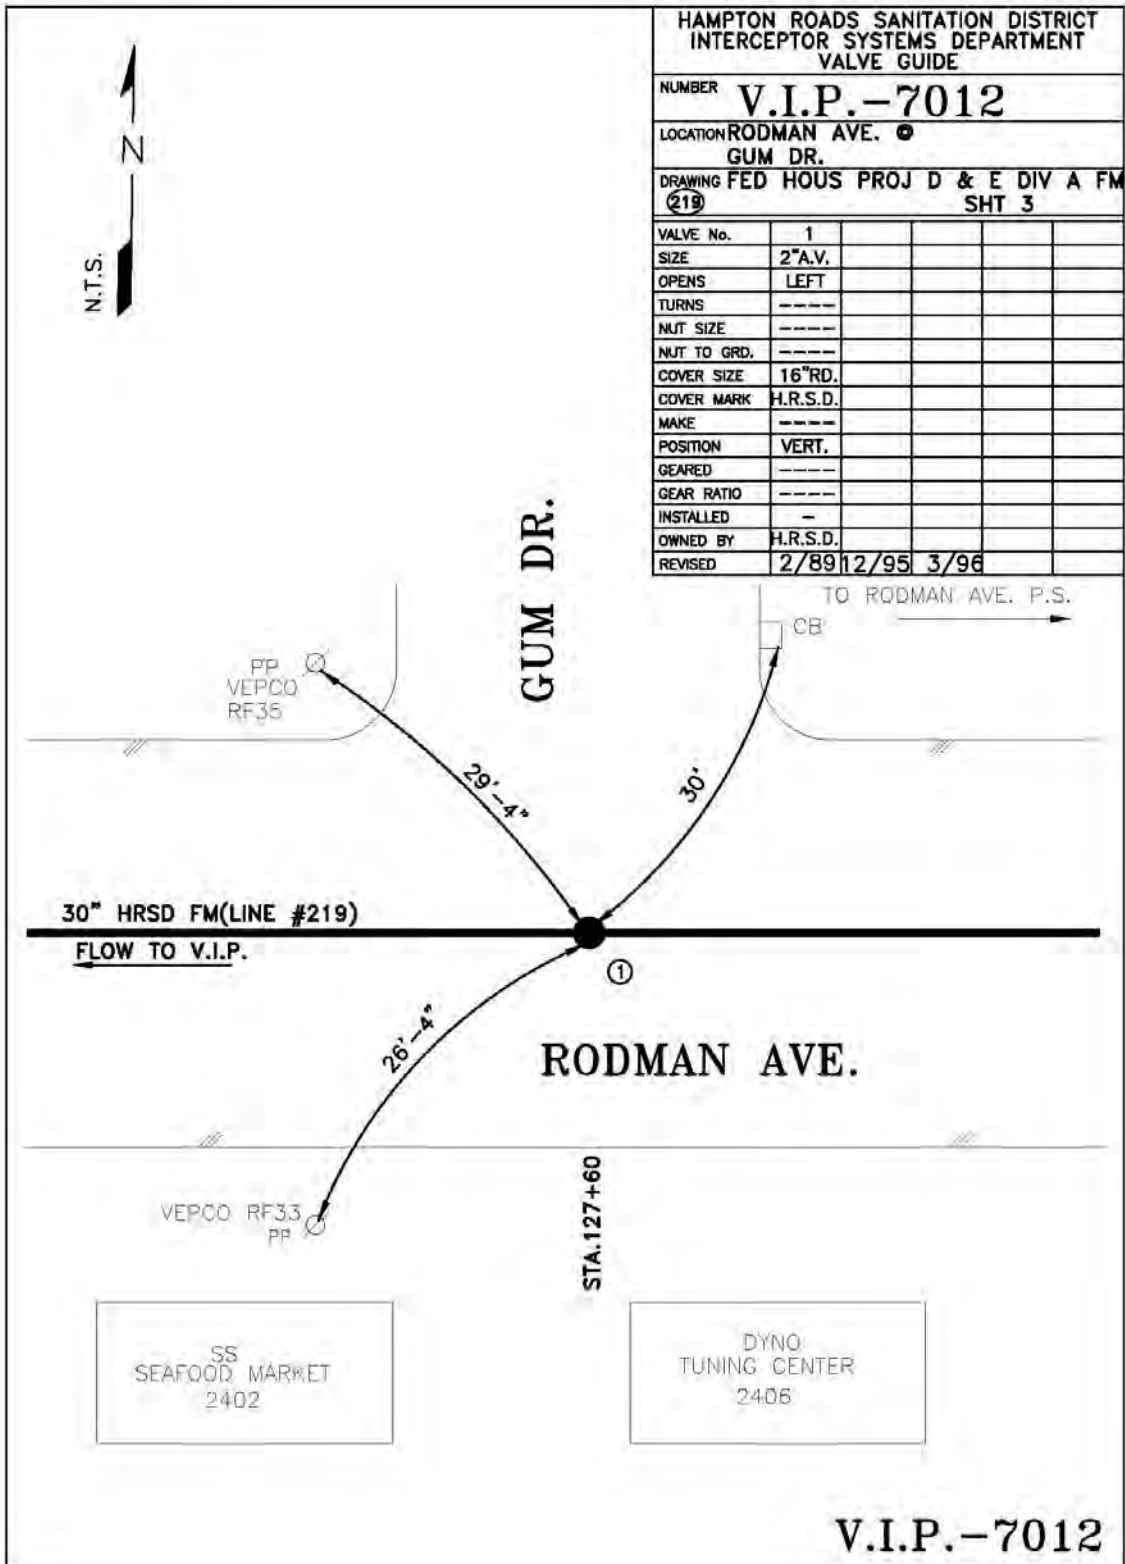 HAMPTON ROADS SANITATION DISTRICT
INTERCEPTOR SYSTEMS DEPARTMENT
VALVE GUIDE
NUMBER V.I.P.-7012
LOCATION RODMAN AVE. @
GUM DR.
DRAWING FED HOUS PROJ D & E DIV A FM
219 SHT 3
VALVE No. 1
SIZE 2"A.V.
OPENS LEFT
TURNS ----
NUT SIZE ----
NUT TO GRD. ----
COVER SIZE 16"RD.
COVER MARK H.R.S.D.
MAKE ----
POSITION VERT.
GEARED ----
GEAR RATIO ----
INSTALLED -
OWNED BY H.R.S.D.
REVISED 2/89 12/95 3/96
N
N.T.S.
GUM DR.
TO RODMAN AVE. P.S.
CB
PP
VEPCO
RF35
29'-4"
30'
30" HRSD FM(LINE #219)
FLOW TO V.I.P.
1
26'-4"
RODMAN AVE.
STA.127+60
VEPCO RF33
PP
SS
SEAFOOD MARKET
2402
DYNO
TUNING CENTER
2406
V.I.P.-7012